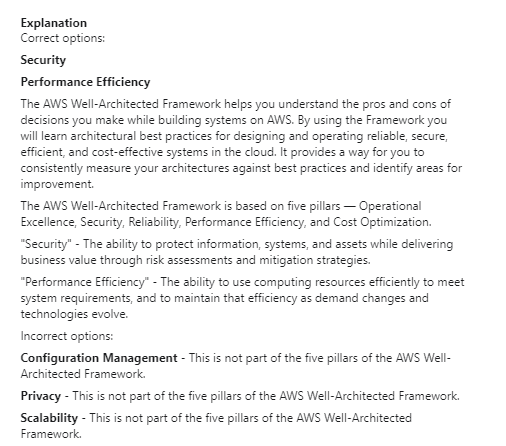 Explanation
Correct options:
Security
Performance Efficiency
The AWS Well-Architected Framework helps you understand the pros and cons of
decisions you make while building systems on AWS. By using the Framework you
will learn architectural best practices for designing and operating reliable, secure,
efficient, and cost-effective systems in the cloud. It provides a way for you to
consistently measure your architectures against best practices and identify areas for
improvement.
The AWS Well-Architected Framework is based on five pillars — Operational
Excellence, Security, Reliability, Performance Efficiency, and Cost Optimization.
"Security" - The ability to protect information, systems, and assets while delivering
business value through risk assessments and mitigation strategies.
"Performance Efficiency" - The ability to use computing resources efficiently to meet
system requirements, and to maintain that efficiency as demand changes and
technologies evolve.
Incorrect options:
Configuration Management - This is not part of the five pillars of the AWS Well-
Architected Framework.
Privacy - This is not part of the five pillars of the AWS Well-Architected Framework.
Scalability - This is not part of the five pillars of the AWS Well-Architected
Framework.